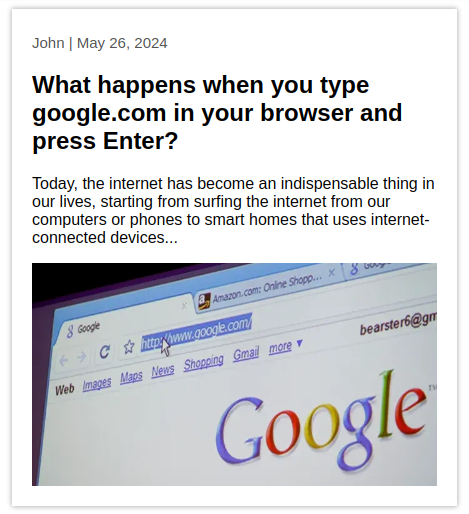 John | May 26, 2024
What happens when you type
google.com in your browser and
press Enter?
Today, the internet has become an indispensable thing in
our lives, starting from surfing the internet from our
computers or phones to smart homes that uses internet-
connected devices...
Google
Amazon.com: Online Shopp...
Google
http://www.google.com/
bearster6@gm
Web Images Maps News Shopping Gmail more ▼
Google™